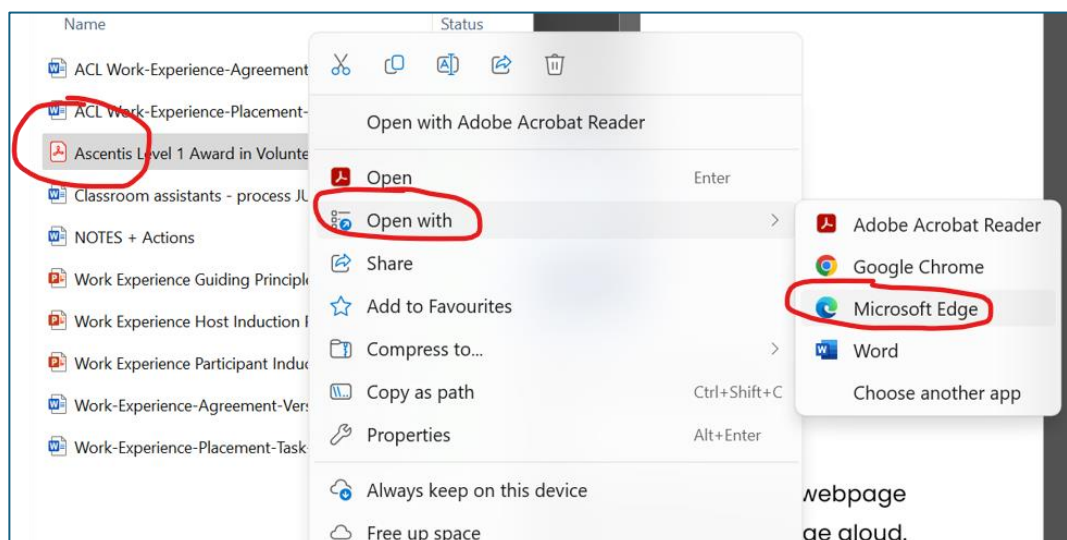 Name Status
ACL Work-Experience-Agreement
ACL Work-Experience-Placement-
Ascentis Level 1 Award in Volunte
Classroom assistants - process JU
NOTES + Actions
Work Experience Guiding Principle
Work Experience Host Induction
Work Experience Participant Induc
Work-Experience-Agreement-Vers
Work-Experience-Placement-Task
Open with Adobe Acrobat Reader
Open Enter
Open with
Share
Add to Favourites
Compress to...
Copy as path Ctrl+Shift+C
Properties Alt+Enter
Always keep on this device
Free up space
Adobe Acrobat Reader
Google Chrome
Microsoft Edge
Word
Choose another app
webpage
aloud.